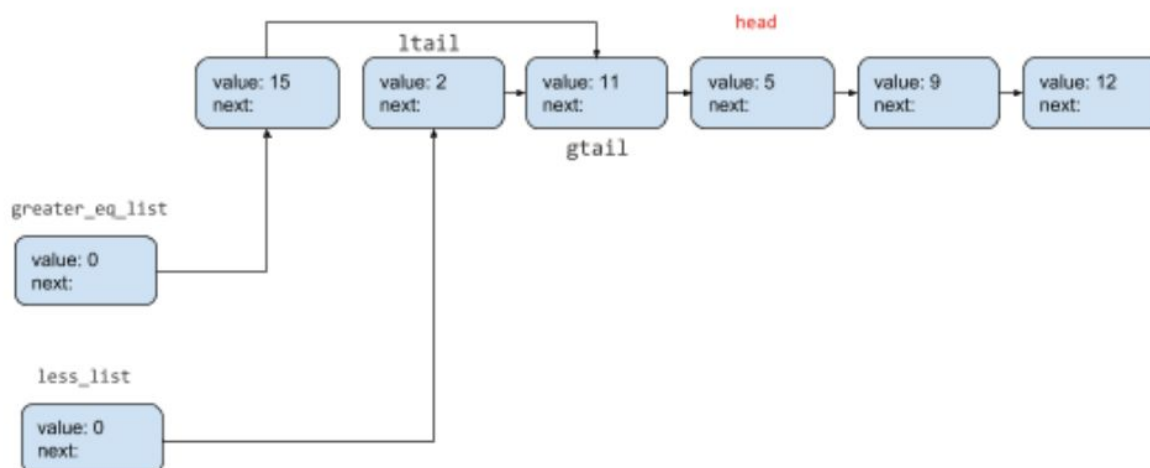 head
ltail
value: 15
next:
value: 2
next:
value: 11
next:
value: 5
next:
value: 9
next:
value: 12
next:
gtail
greater_eq_list
value: 0
next:
less_list
value: 0
next: